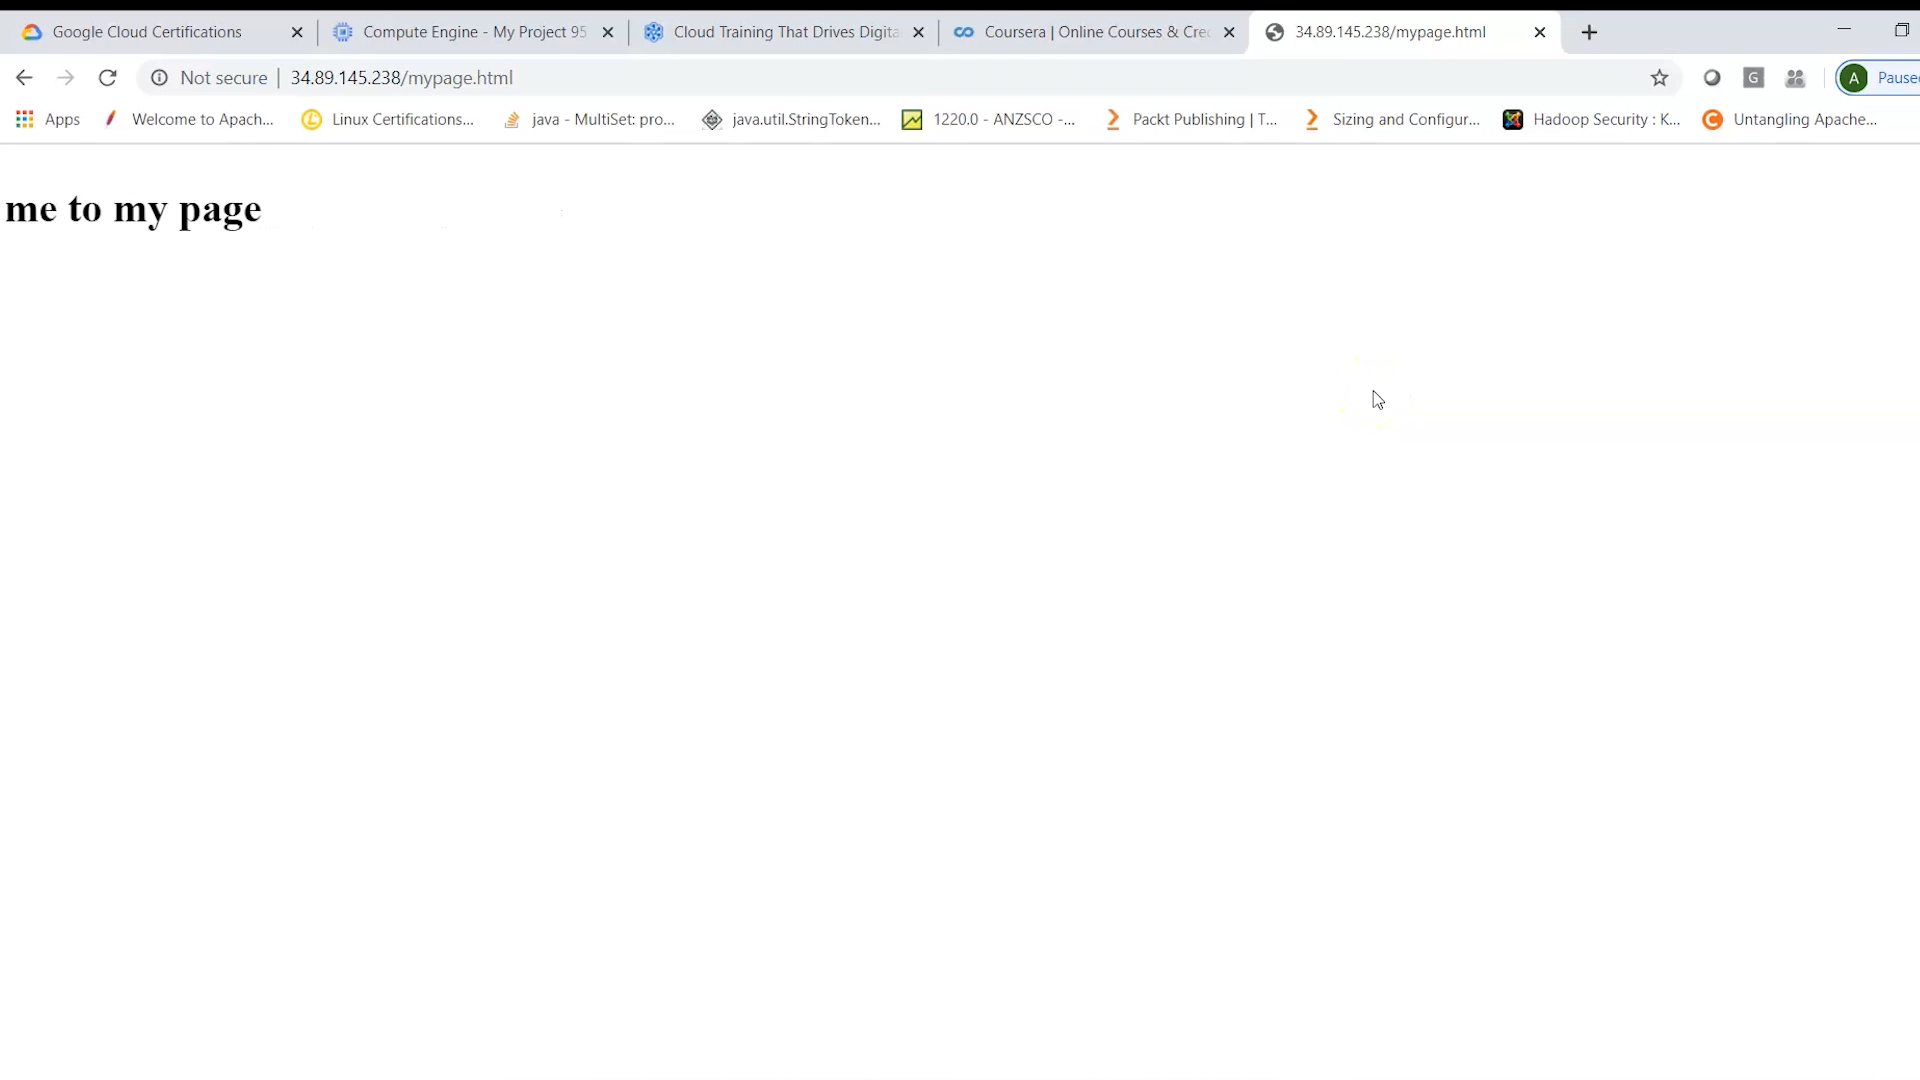 Google Cloud Certifications
Compute Engine - My Project 95
Cloud Training That Drives Digita
Coursera | Online Courses & Cre
34.89.145.238/mypage.html
Not secure | 34.89.145.238/mypage.html
G
A
Pause
Apps
Welcome to Apach...
Linux Certifications...
java - MultiSet: pro...
java.util.StringToken...
1220.0 - ANZSCO -...
Packt Publishing | T...
Sizing and Configur...
Hadoop Security : K...
Untangling Apache...
me to my page